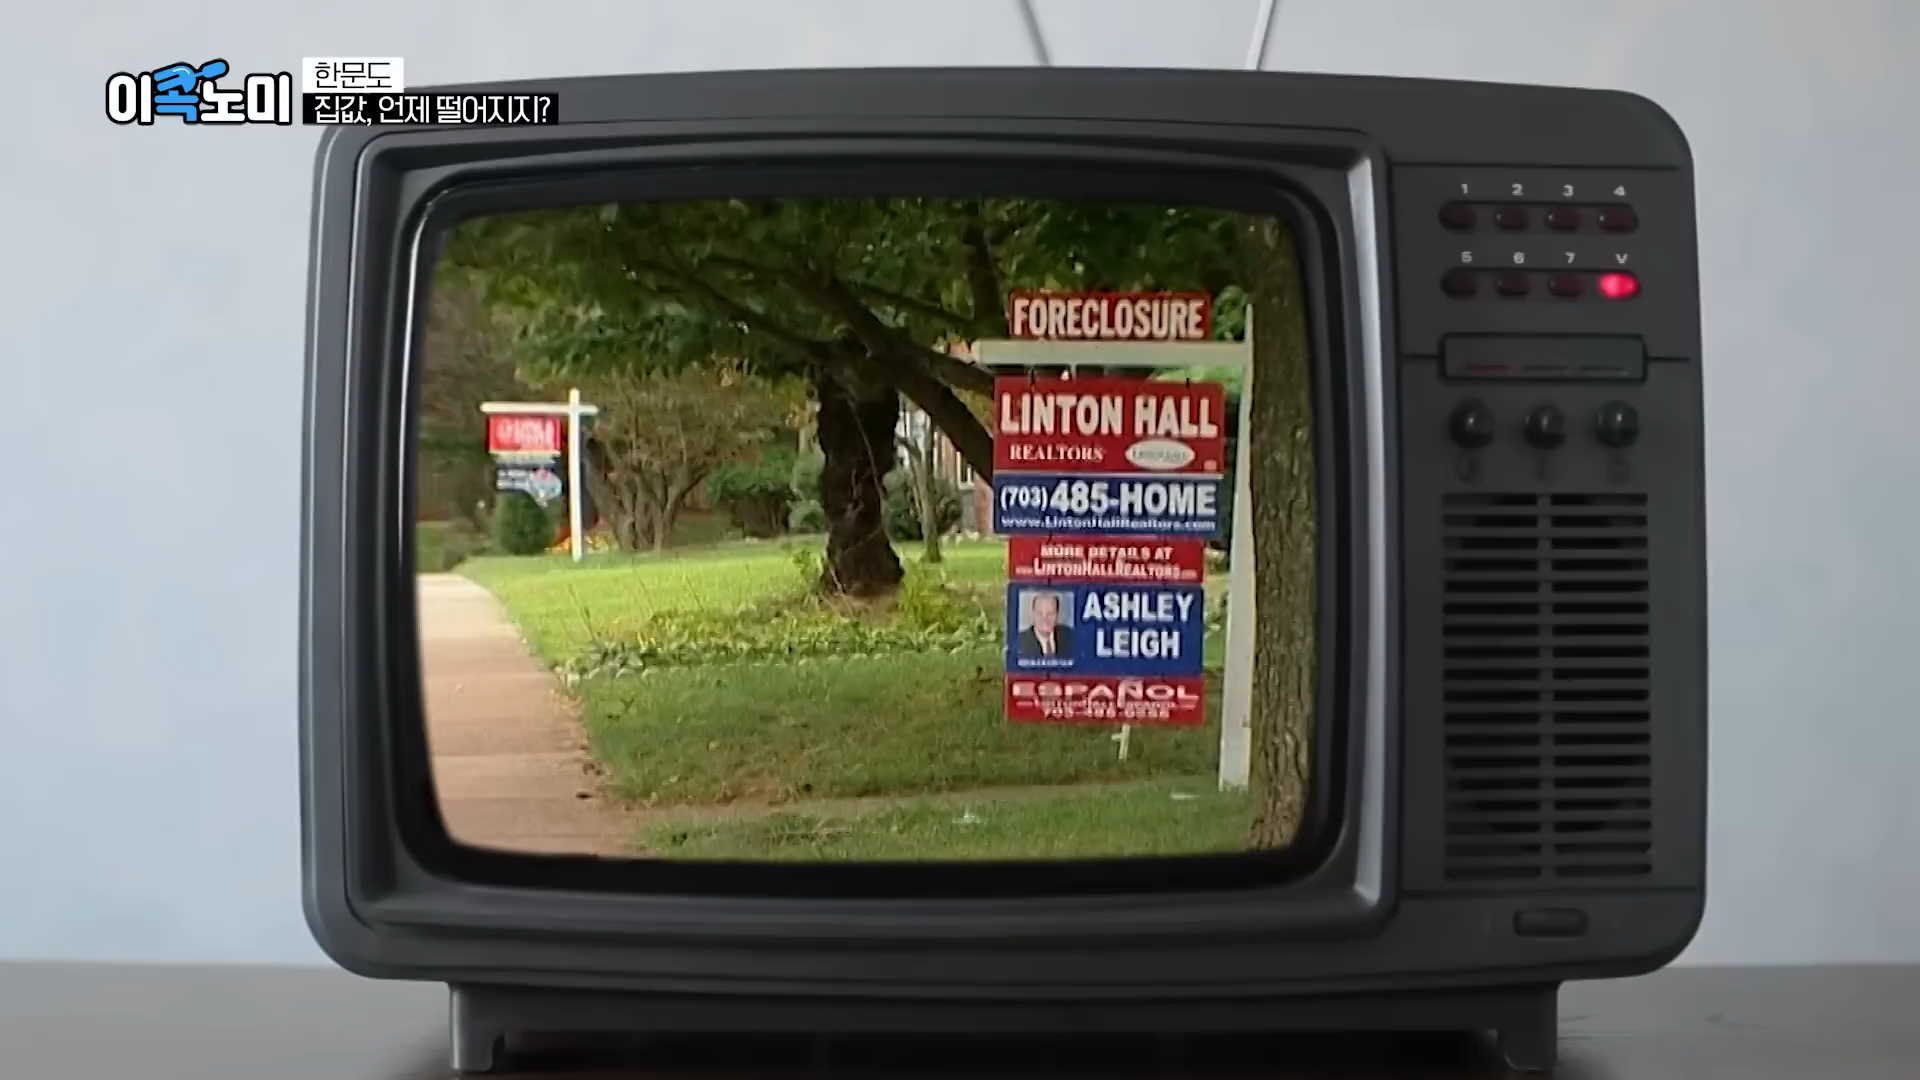 이콕노미
한문도
집값, 언제 떨어지지?
1 2 3 4
5 6 7 V
FORECLOSURE
LINTON HALL
REALTORS
(703)485-HOME
www.LintonHallRealtors.com
MORE DETAILS AT
LINTONHALLREALTORS
ASHLEY
LEIGH
ESPAÑOL